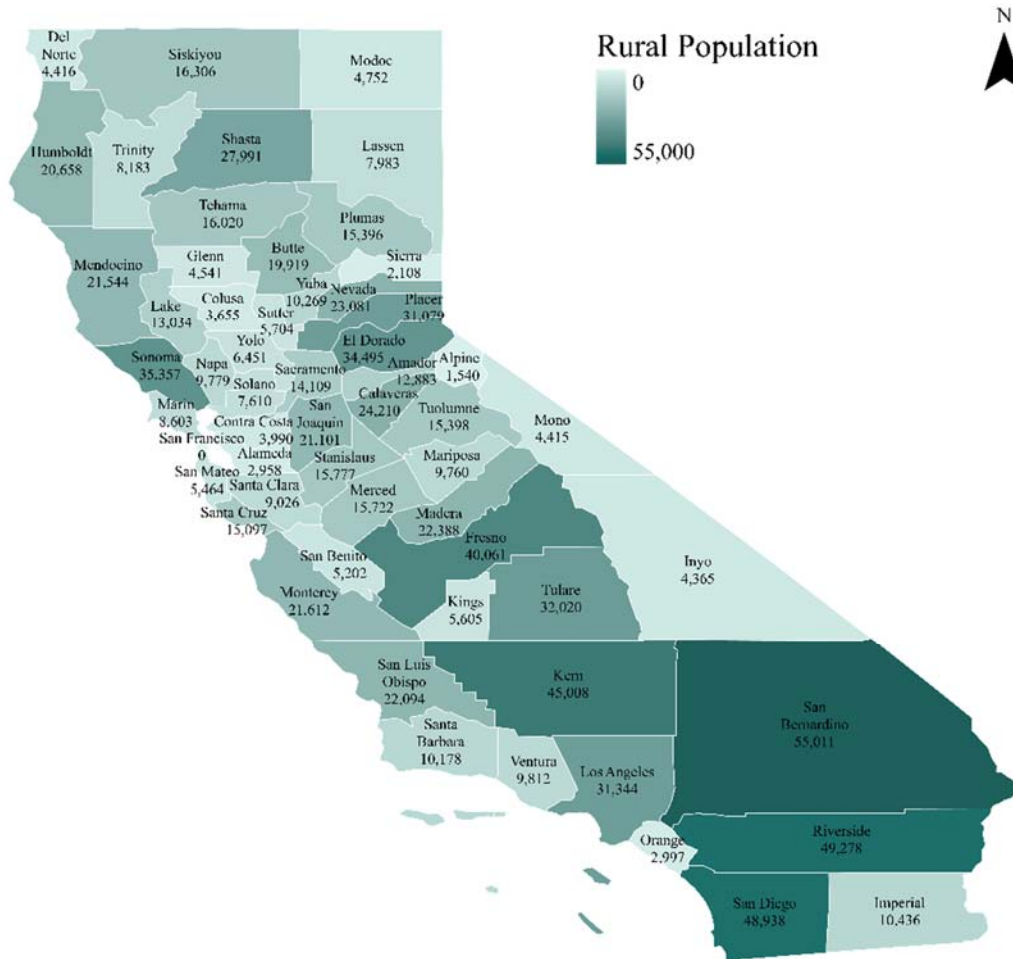 N
Rural Population
0
55,000
Del
Norte
4,416
Siskiyou
16,306
Modoc
4,752
Humboldt
20,658
Trinity
8,183
Shasta
27,991
Lassen
7,983
Tehama
16,020
Plumas
15,396
Mendocino
21,544
Glenn
4,541
Butte
19,919
Sierra
2,108
Lake
13,034
Colusa
3,655
Yuba
10,269
Nevada
23,081
Placer
31,079
Sutter
5,704
Yolo
6,451
El Dorado
34,495
Sonoma
35,357
Napa
9,779
Sacramento
14,109
Amador
12,883
Alpine
1,540
Solano
7,610
Calaveras
24,210
Marin
8,603
Tuolumne
15,398
Mono
4,415
Contra Costa
3,990
San
Joaquin
21,101
San Francisco
0
Alameda
2,958
Stanislaus
15,777
Mariposa
9,760
San Mateo
5,464
Santa Clara
9,026
Merced
15,722
Madera
22,388
Santa Cruz
15,097
Fresno
40,061
San Benito
5,202
Inyo
4,365
Monterey
21,612
Kings
5,605
Tulare
32,020
San Luis
Obispo
22,094
Kern
45,008
San
Bernardino
55,011
Santa
Barbara
10,178
Ventura
9,812
Los Angeles
31,344
Orange
2,997
Riverside
49,278
San Diego
48,938
Imperial
10,436